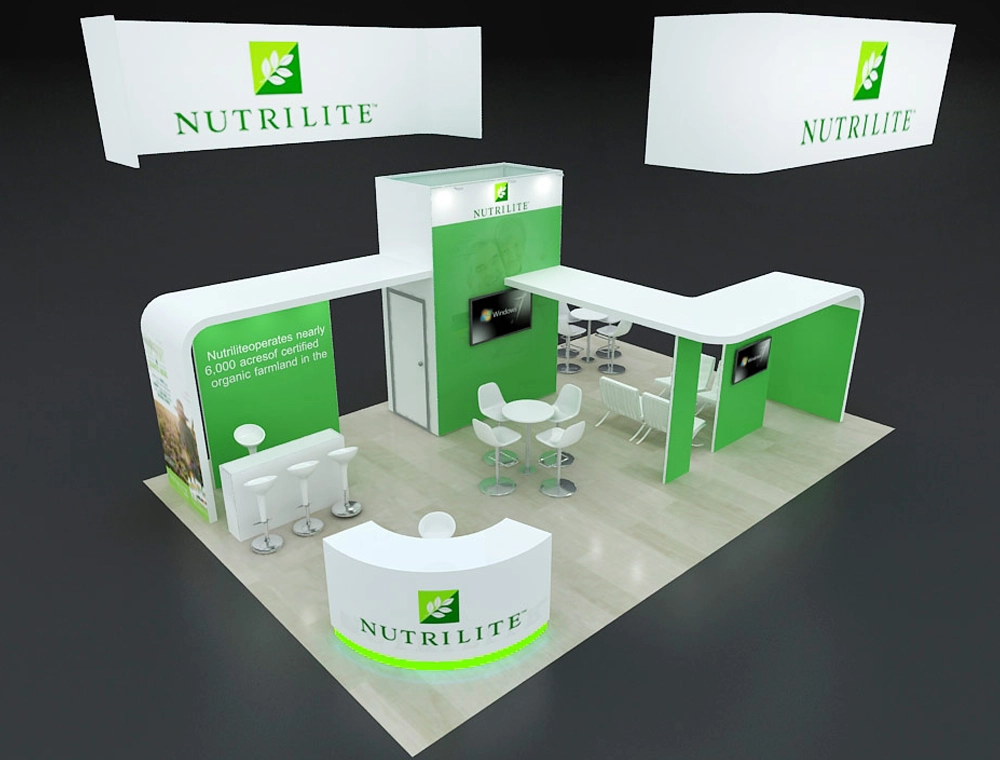 NUTRILITE™
NUTRILITE™
NUTRILITE™
Nutriliteoperates nearly
6,000 acresof certified
organic farmland in the
Windows 7
NUTRILITE™